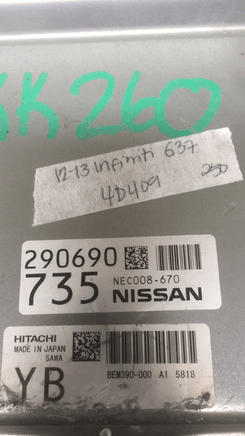 SK260
12-13 Infiniti G37
250
4D409
290690
735 NEC008-670
NISSAN
HITACHI
MADE IN JAPAN
SAWA
YB BEM390-000 A1 5818